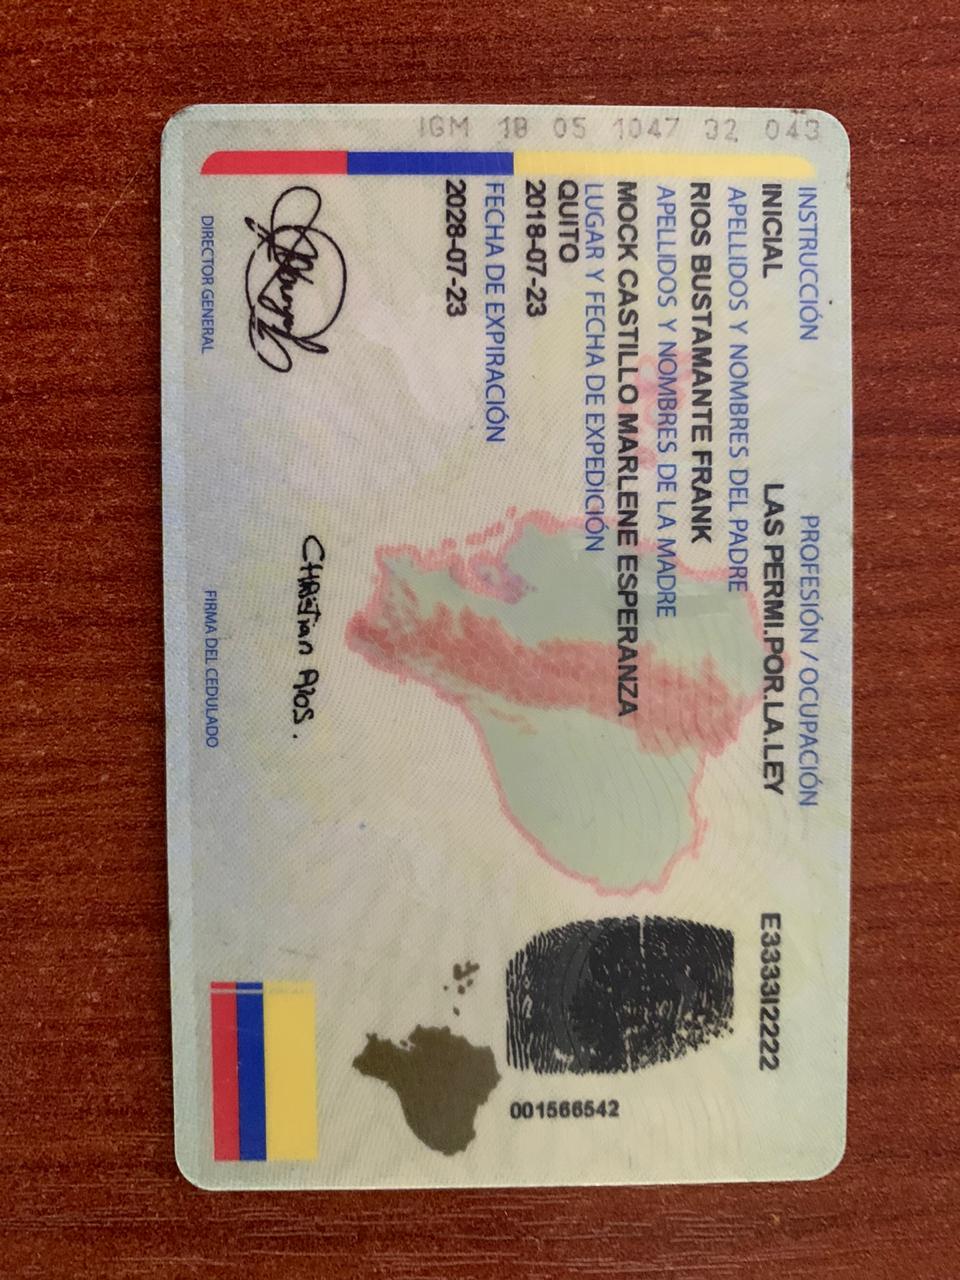 INSTRUCCIÓN PROFESIÓN / OCUPACIÓN
INICIAL LAS PERMI.POR.LA.LEY E3333I2222
APELLIDOS Y NOMBRES DEL PADRE
RIOS BUSTAMANTE FRANK
APELLIDOS Y NOMBRES DE LA MADRE
MOCK CASTILLO MARLENE ESPERANZA
LUGAR Y FECHA DE EXPEDICIÓN
QUITO
2018-07-23
FECHA DE EXPIRACIÓN
2028-07-23
IGM 18 05 1047 32 043
001566542
Christian Rios.
DIRECTOR GENERAL FIRMA DEL CEDULADO